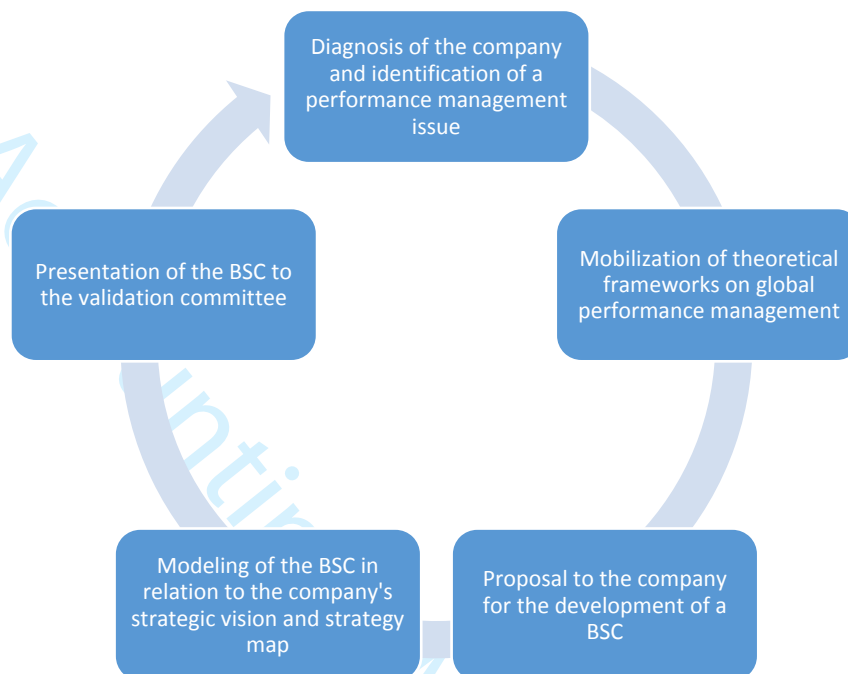 Diagnosis of the company
and identification of a
performance management
issue
Mobilization of theoretical
frameworks on global
performance management
Proposal to the company
for the development of a
BSC
Modeling of the BSC in
relation to the company's
strategic vision and strategy
map
Presentation of the BSC to
the validation committee